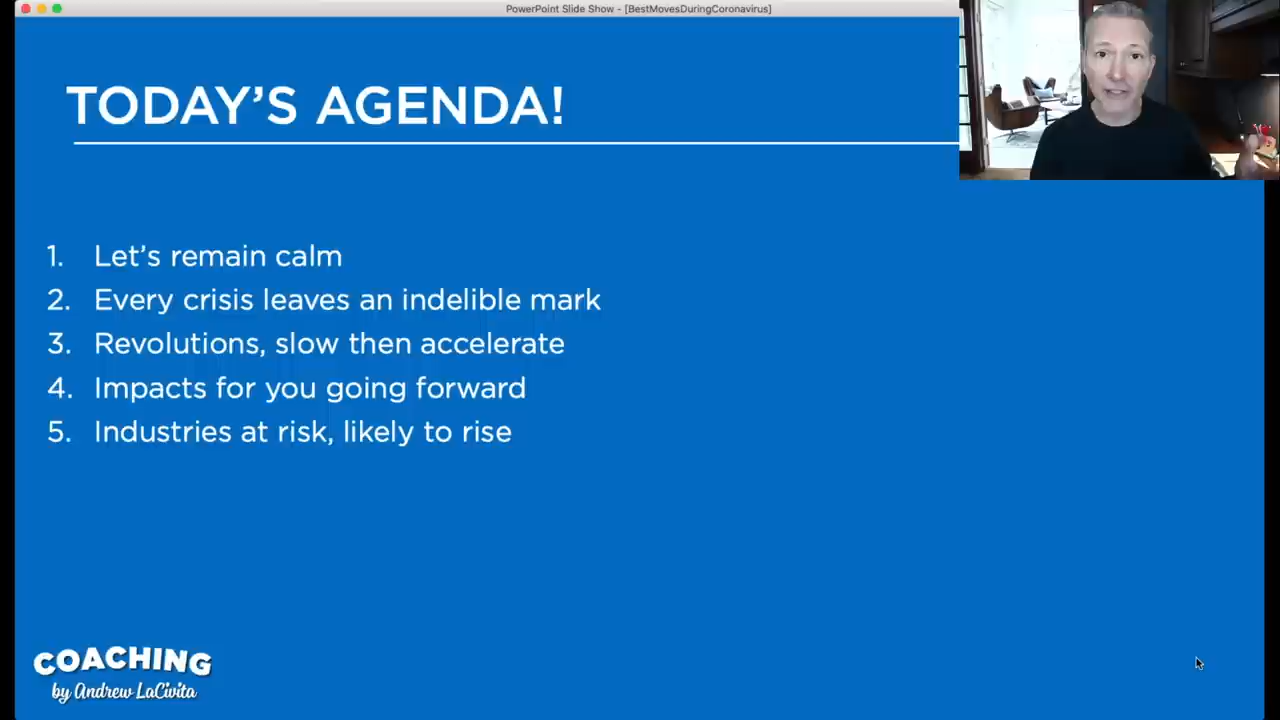 PowerPoint Slide Show - [BestMovesDuringCoronavirus]
TODAY'S AGENDA!
1. Let's remain calm
2. Every crisis leaves an indelible mark
3. Revolutions, slow then accelerate
4. Impacts for you going forward
5. Industries at risk, likely to rise
COACHING
by Andrew LaCivita